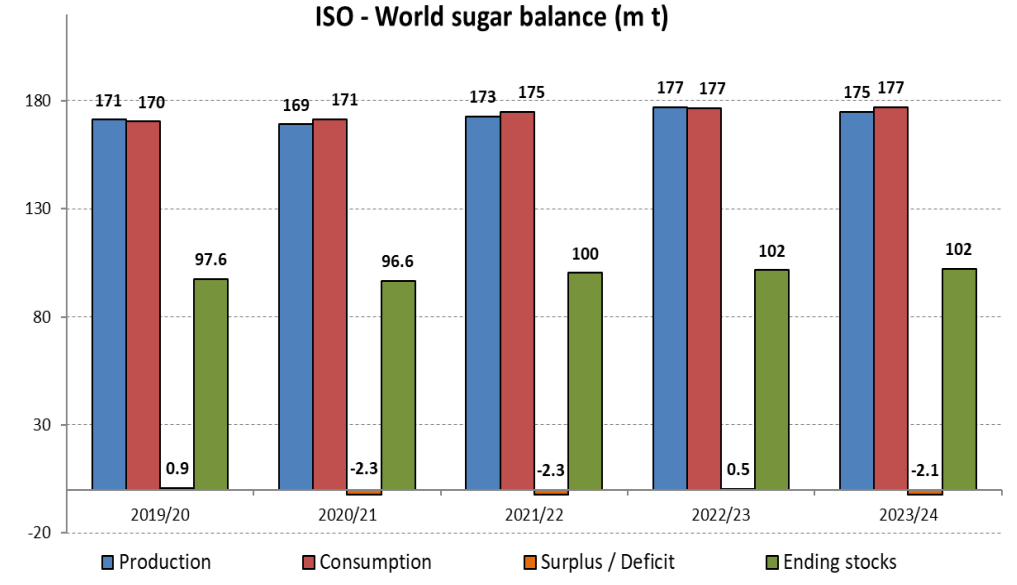 ISO - World sugar balance (m t)
180
130
80
30
-20
171 170 0.9 97.6
169 171 -2.3 96.6
173 175 -2.3 100
177 177 0.5 102
175 177 -2.1 102
2019/20 2020/21 2021/22 2022/23 2023/24
Production Consumption Surplus / Deficit Ending stocks